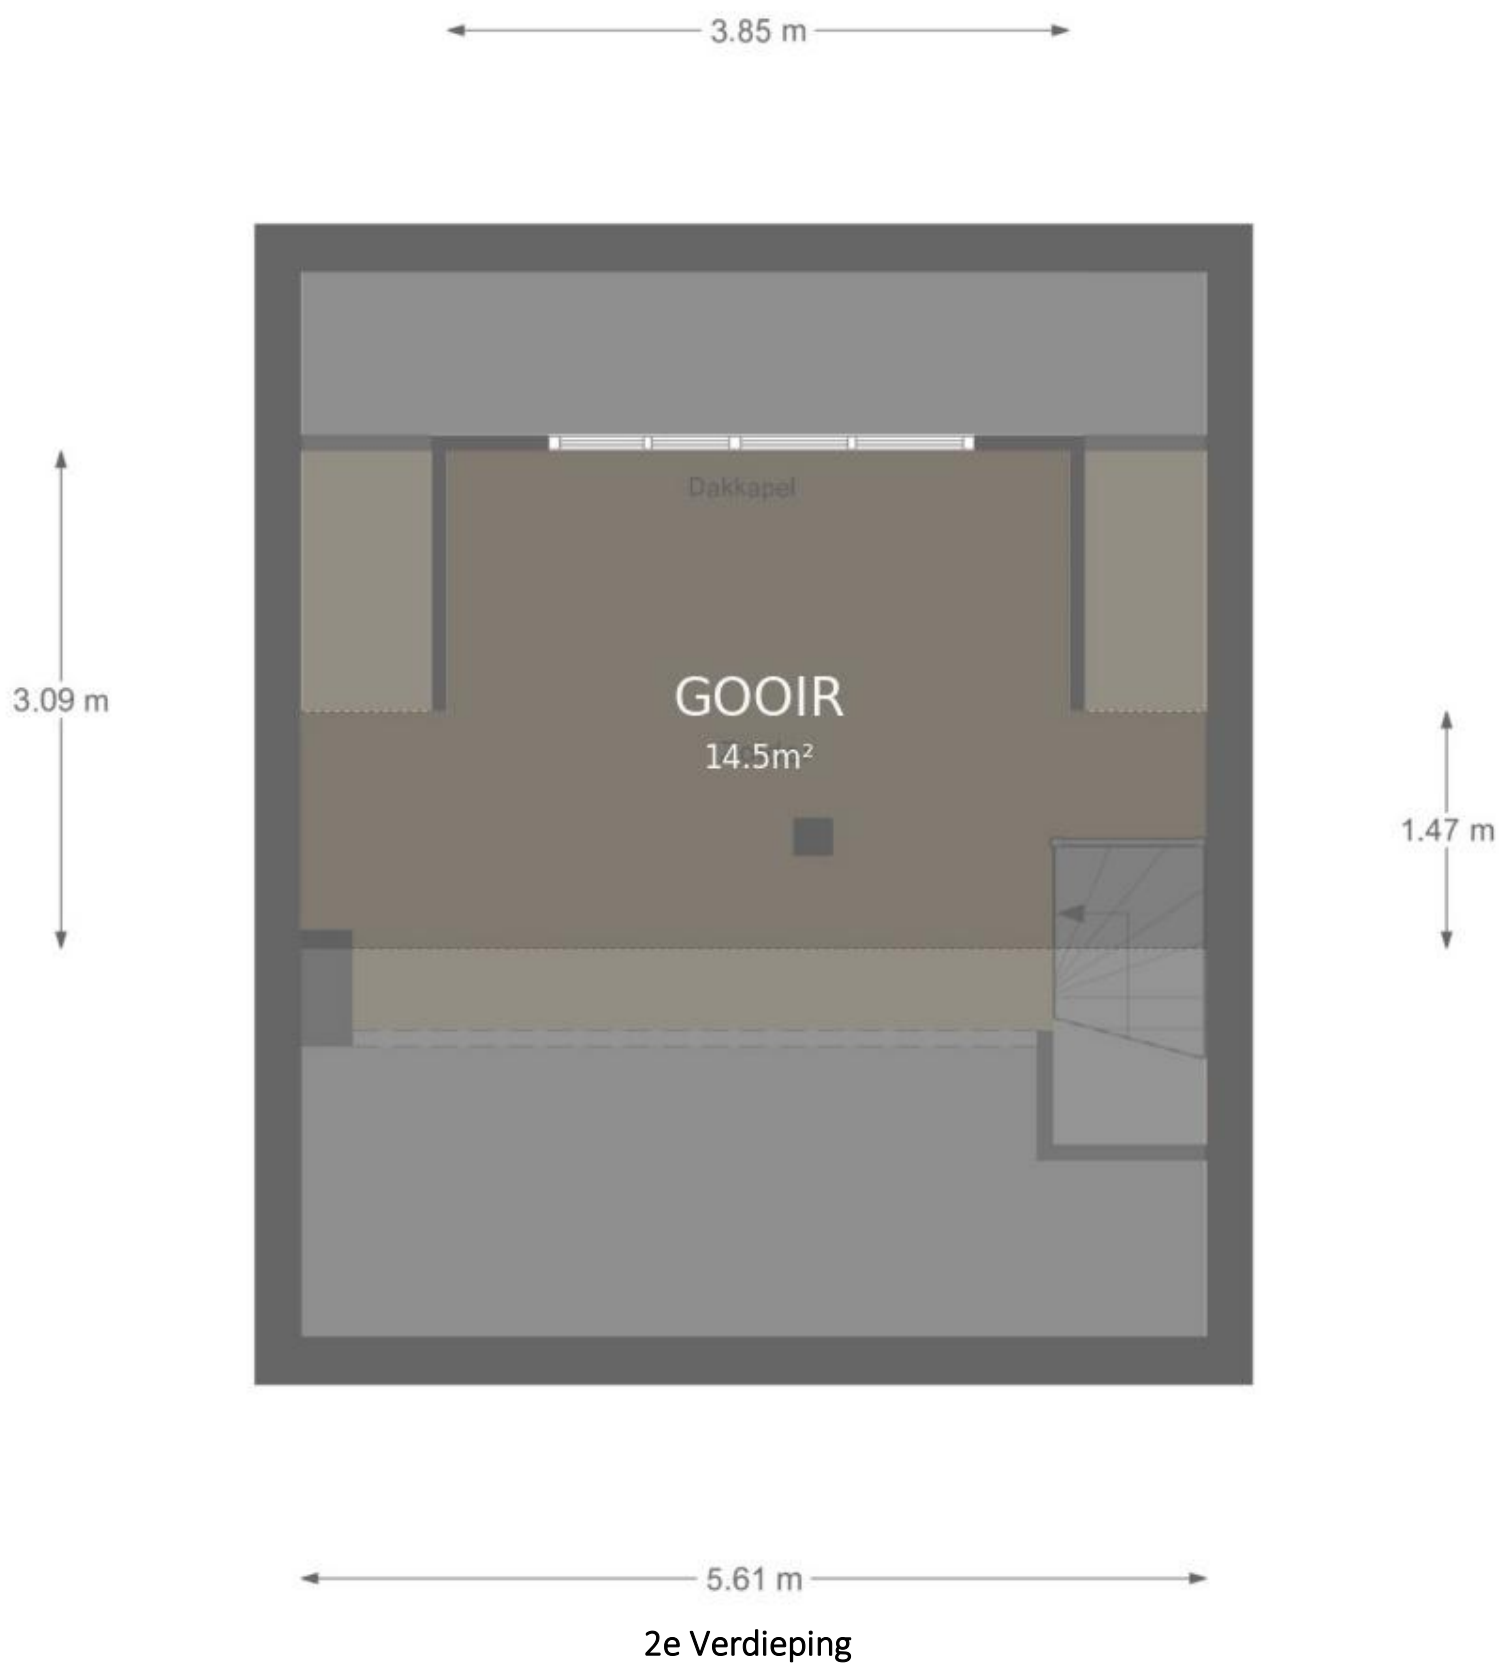 3.85 m
Dakkapel
3.09 m
GOOIR
14.5m²
1.47 m
5.61 m
2e Verdieping